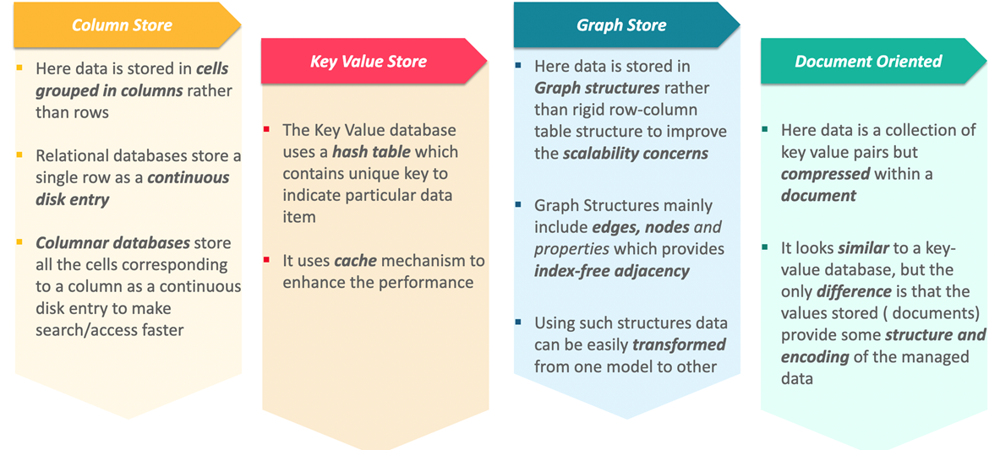 Column Store
Here data is stored in cells
grouped in columns rather
than rows
Relational databases store a
single row as a continuous
disk entry
Columnar databases store
all the cells corresponding
to a column as a continuous
disk entry to make
search/access faster
Key Value Store
The Key Value database
uses a hash table which
contains unique key to
indicate particular data
item
It uses cache mechanism to
enhance the performance
Graph Store
Here data is stored in
Graph structures rather
than rigid row-column
table structure to improve
the scalability concerns
Graph Structures mainly
include edges, nodes and
properties which provides
index-free adjacency
Using such structures data
can be easily transformed
from one model to other
Document Oriented
Here data is a collection of
key value pairs but
compressed within a
document
It looks similar to a key-
value database, but the
only difference is that the
values stored ( documents)
provide some structure and
encoding of the managed
data